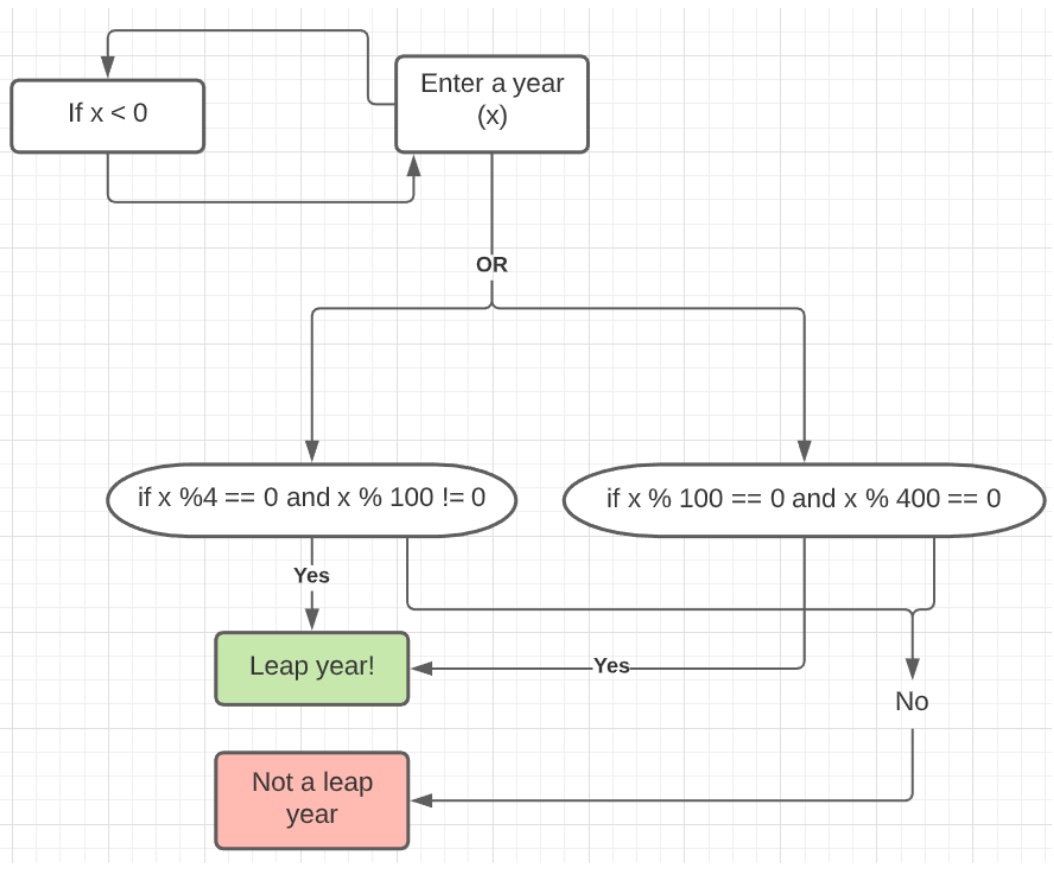 Enter a year
(x)
If x < 0
OR
if x %4 == 0 and x % 100 != 0
if x % 100 == 0 and x % 400 == 0
Yes
Leap year!
Yes
No
Not a leap
year